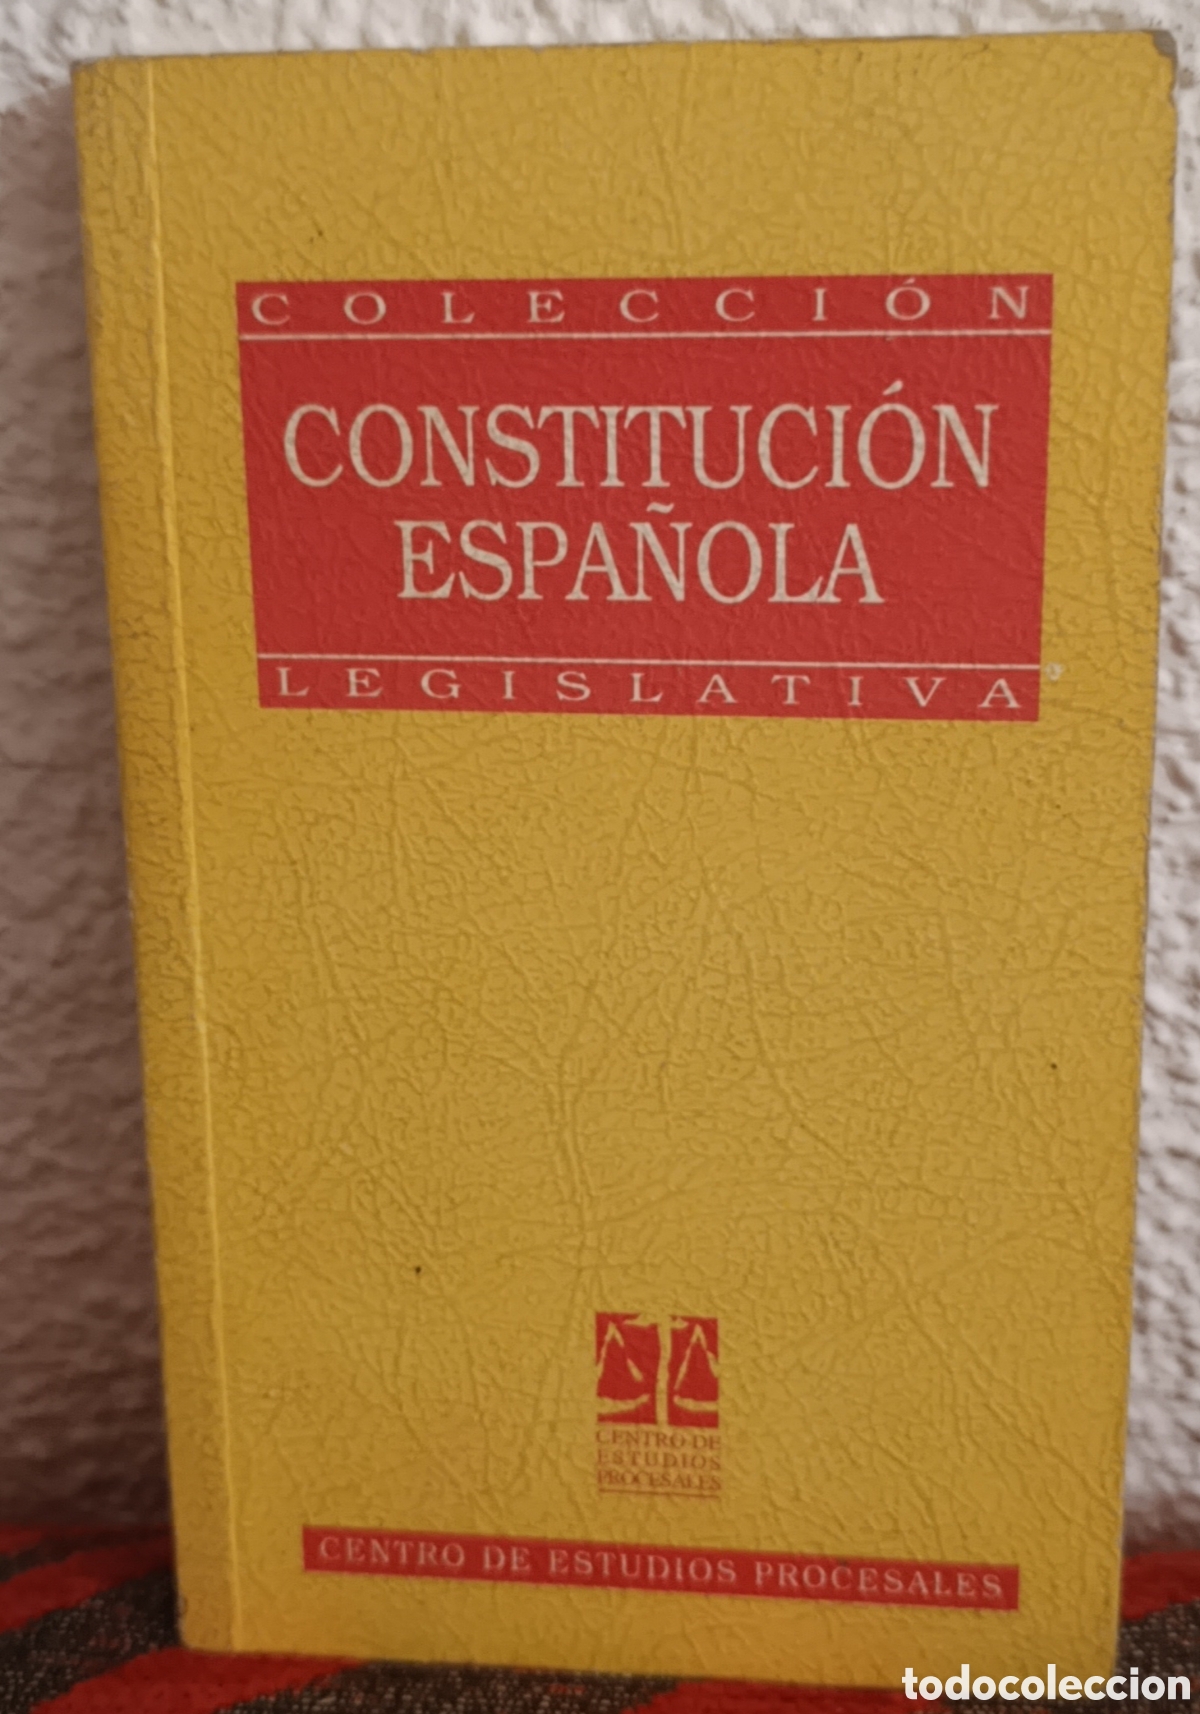 COLECCIÓN
CONSTITUCIÓN
ESPAÑOLA
LEGISLATIVA
CENTRO DE
ESTUDIOS
PROCESALES
CENTRO DE ESTUDIOS PROCESALES
todocoleccion